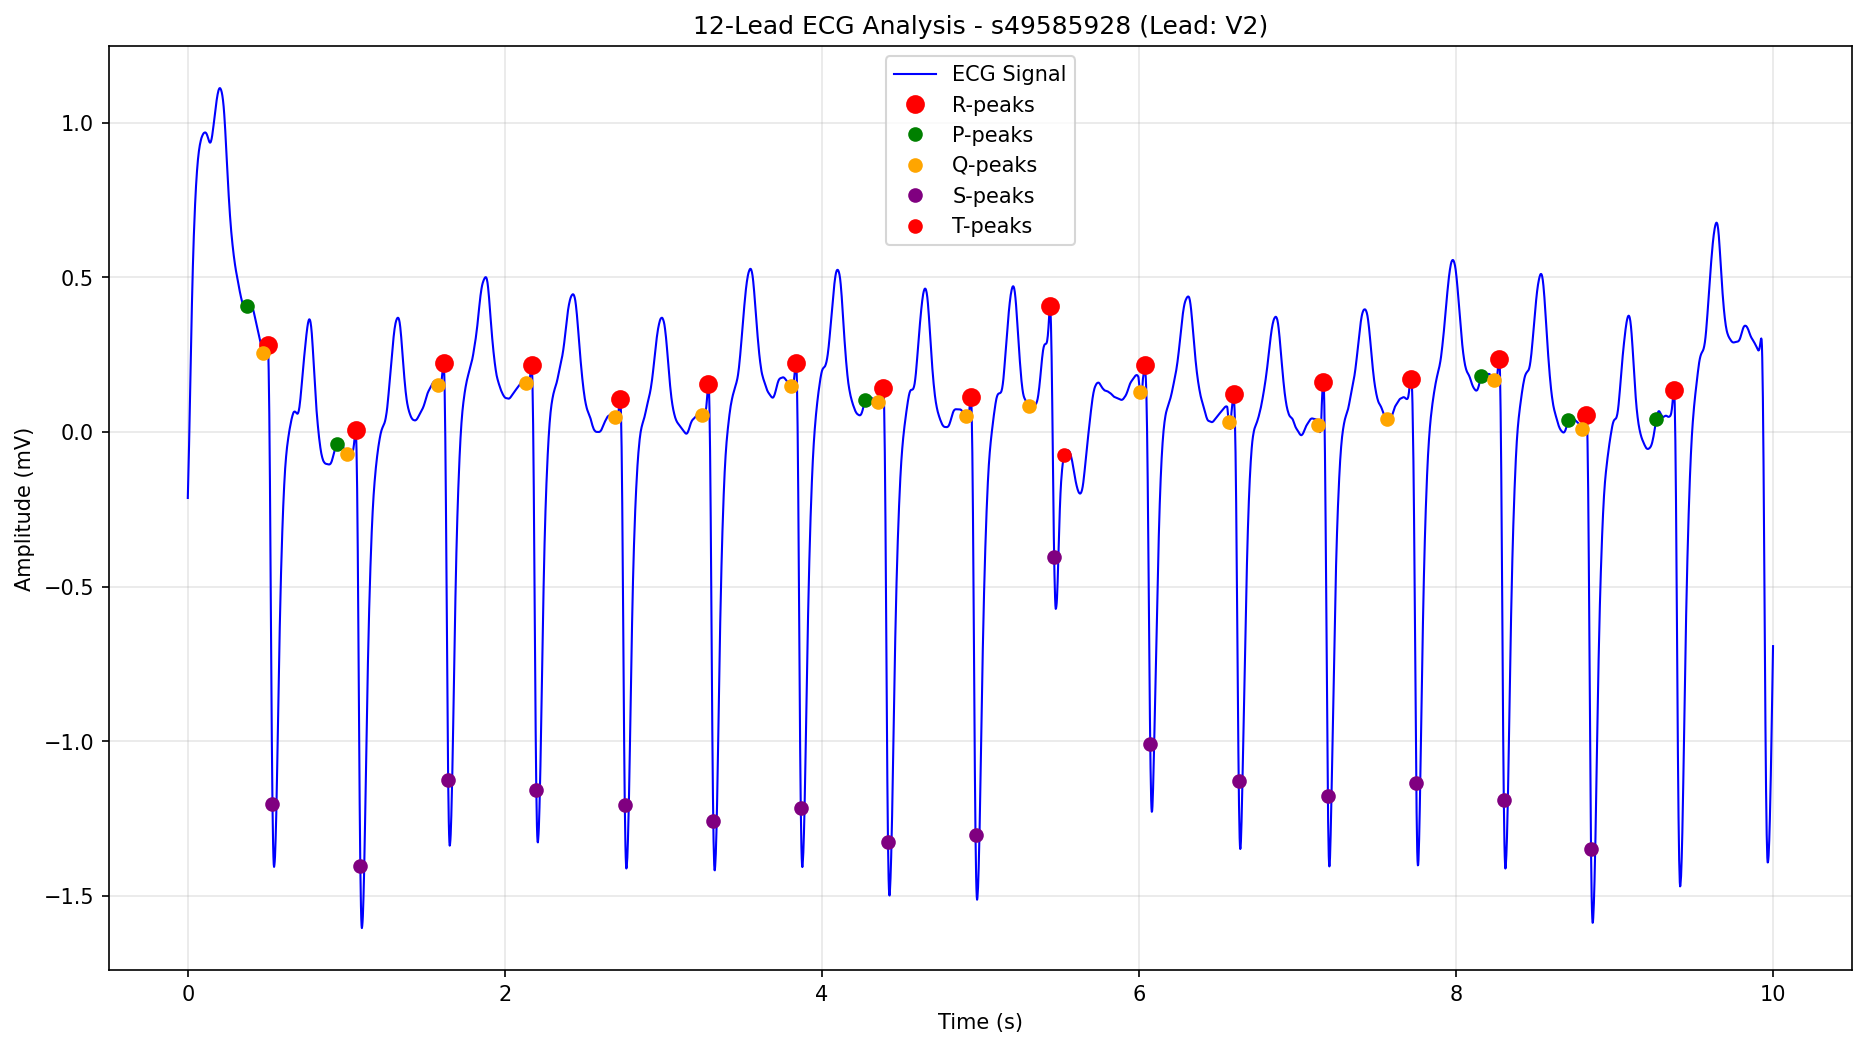 12-Lead ECG Analysis - s49585928 (Lead: V2)
ECG Signal
R-peaks
P-peaks
Q-peaks
S-peaks
T-peaks
Amplitude (mV)
1.0
0.5
0.0
−0.5
−1.0
−1.5
0 2 4 6 8 10
Time (s)